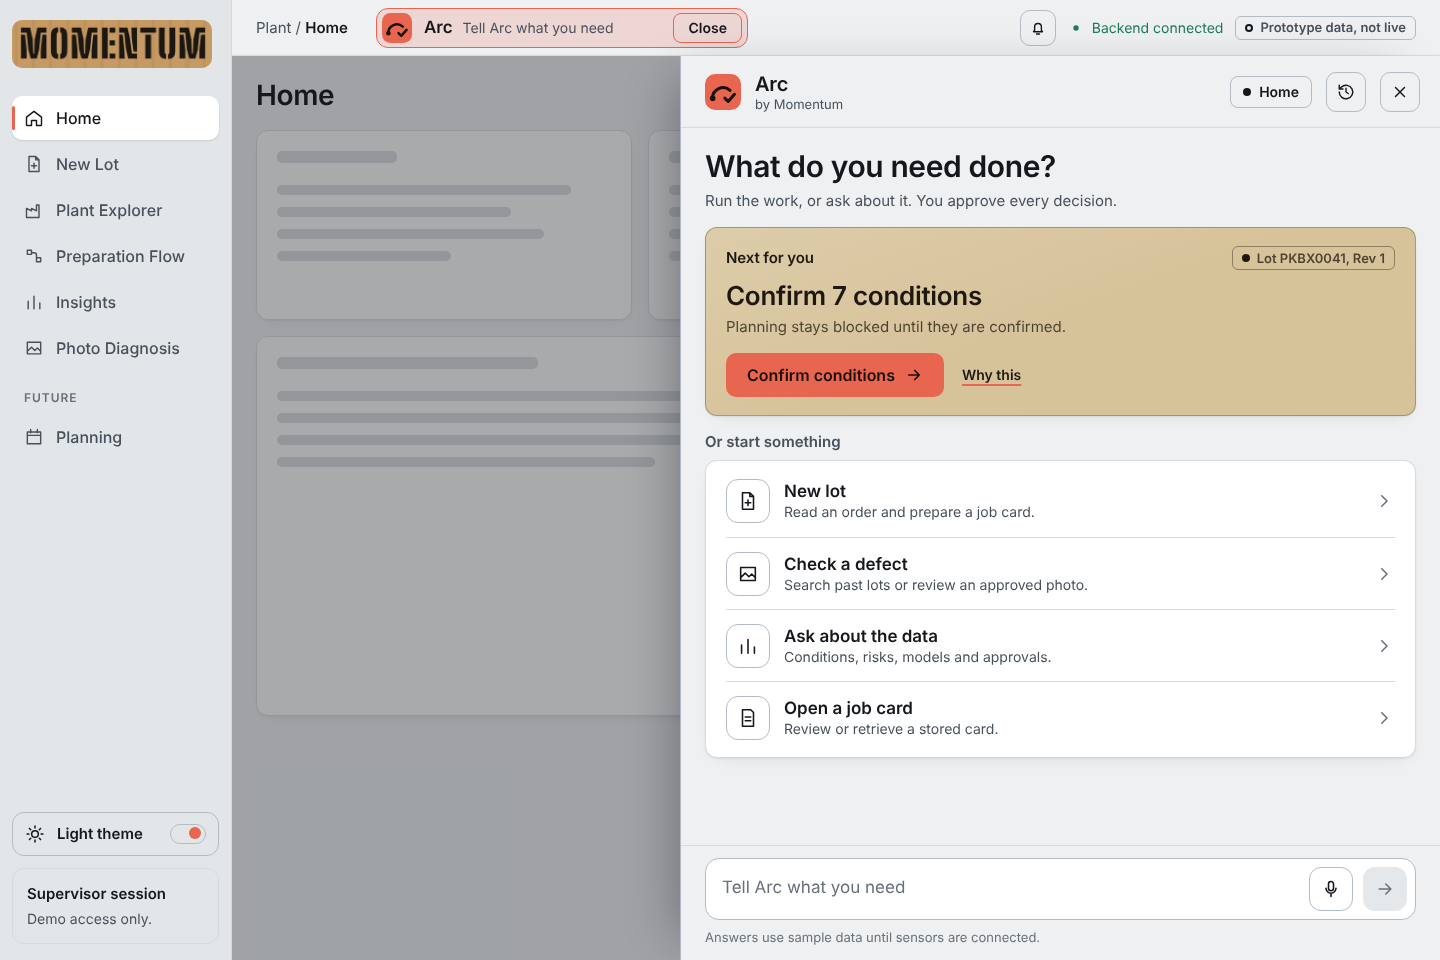 MOMENTUM
Home
New Lot
Plant Explorer
Preparation Flow
Insights
Photo Diagnosis
FUTURE
Planning
Light theme
Supervisor session
Demo access only.
Plant / Home
Arc Tell Arc what you need Close
Backend connected
Prototype data, not live
Home
Arc
by Momentum
Home
What do you need done?
Run the work, or ask about it. You approve every decision.
Next for you
Lot PKBX0041, Rev 1
Confirm 7 conditions
Planning stays blocked until they are confirmed.
Confirm conditions
Why this
Or start something
New lot
Read an order and prepare a job card.
Check a defect
Search past lots or review an approved photo.
Ask about the data
Conditions, risks, models and approvals.
Open a job card
Review or retrieve a stored card.
Tell Arc what you need
Answers use sample data until sensors are connected.